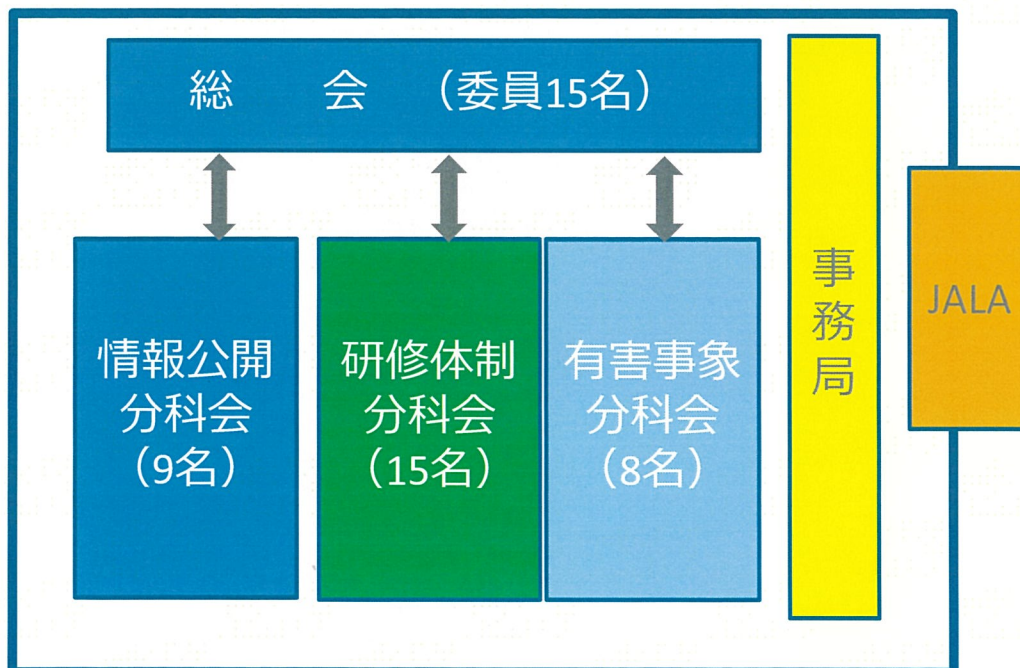 総　　会　（委員15名）
情報公開
分科会
（9名）
研修体制
分科会
（15名）
有害事象
分科会
（8名）
事務局
JALA